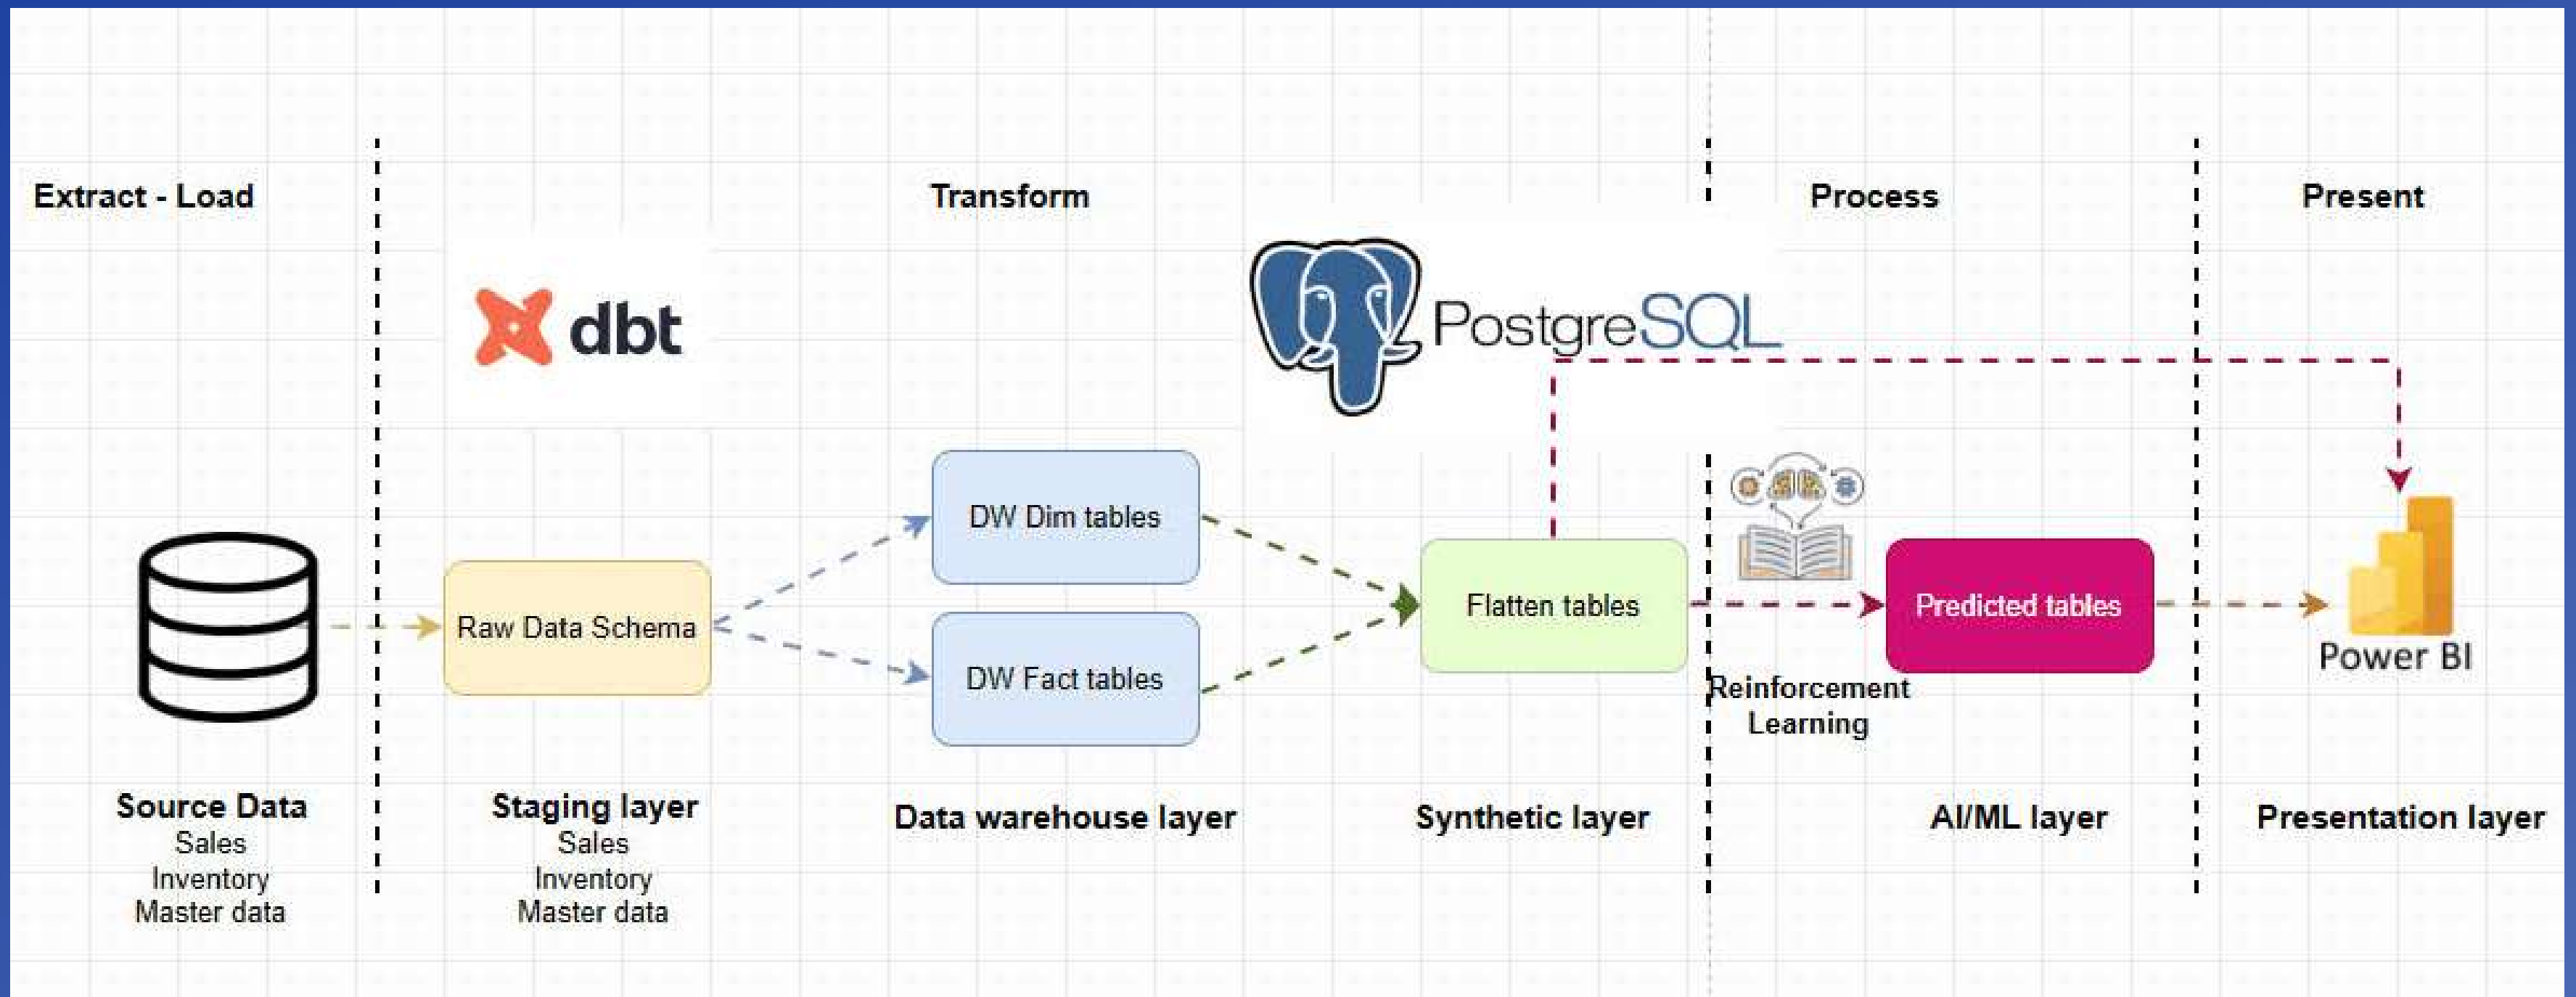 Extract - Load
Transform
Process
Present
dbt
PostgreSQL
DW Dim tables
Raw Data Schema
DW Fact tables
Flatten tables
Predicted tables
Power BI
Reinforcement
Learning
Source Data
Sales
Inventory
Master data
Staging layer
Sales
Inventory
Master data
Data warehouse layer
Synthetic layer
AI/ML layer
Presentation layer